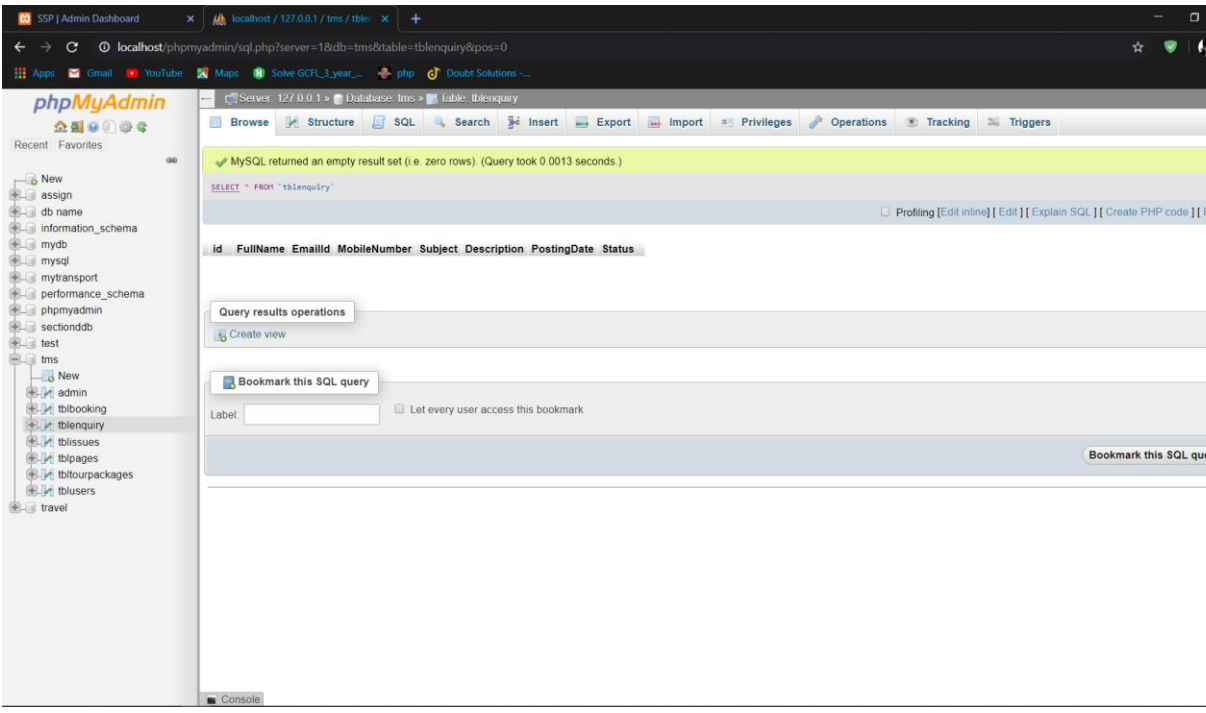 SSP | Admin Dashboard
localhost / 127.0.0.1 / tms / tblen
localhost/phpmyadmin/sql.php?server=1&db=tms&table=tblenquiry&pos=0
Apps Gmail YouTube Maps Solve GCFL_3_year_... php Doubt Solutions -...
phpMyAdmin
Recent Favorites
New
assign
db name
information_schema
mydb
mysql
mytransport
performance_schema
phpmyadmin
sectionddb
test
tms
New
admin
tblbooking
tblenquiry
tblissues
tblpages
tbltourpackages
tblusers
travel
Server: 127.0.0.1 » Database: tms » Table: tblenquiry
Browse Structure SQL Search Insert Export Import Privileges Operations Tracking Triggers
MySQL returned an empty result set (i.e. zero rows). (Query took 0.0013 seconds.)
SELECT * FROM `tblenquiry`
Profiling [Edit inline] [ Edit ] [ Explain SQL ] [ Create PHP code ] [
id FullName EmailId MobileNumber Subject Description PostingDate Status
Query results operations
Create view
Bookmark this SQL query
Label: Let every user access this bookmark
Bookmark this SQL qu
Console